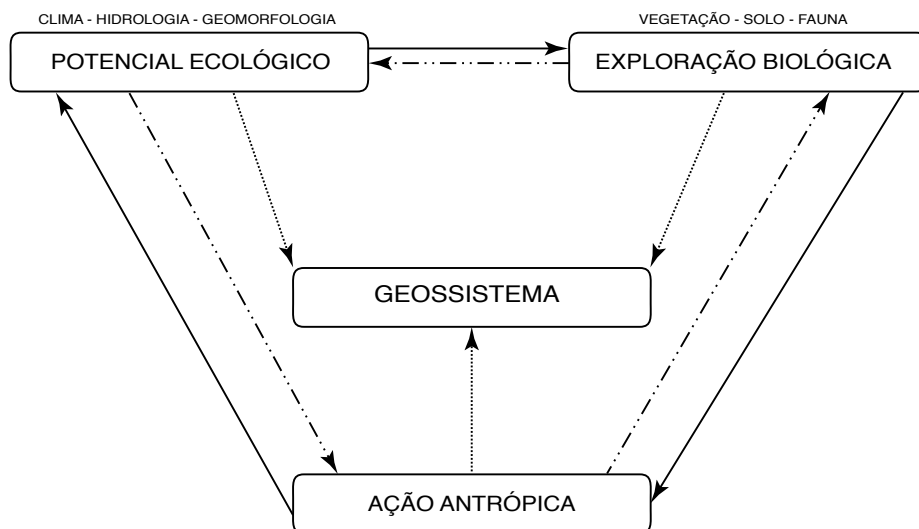 CLIMA - HIDROLOGIA - GEOMORFOLOGIA
VEGETAÇÃO - SOLO - FAUNA
POTENCIAL ECOLÓGICO
EXPLORAÇÃO BIOLÓGICA
GEOSSISTEMA
AÇÃO ANTRÓPICA